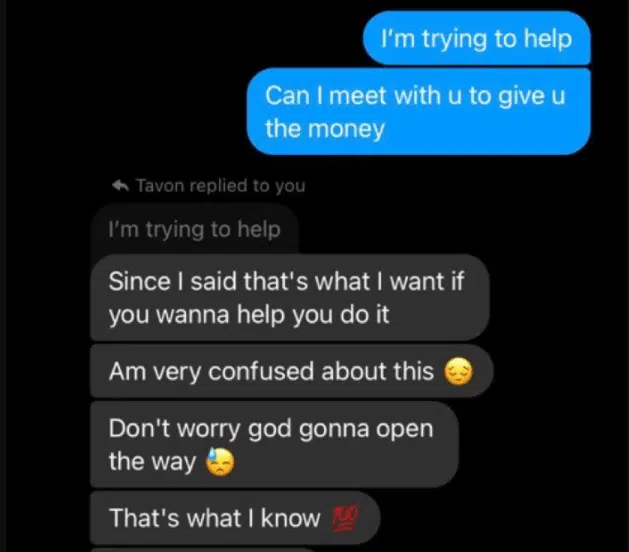 I'm trying to help
Can I meet with u to give u
the money
Tavon replied to you
I'm trying to help
Since I said that's what I want if
you wanna help you do it
Am very confused about this 😔
Don't worry god gonna open
the way 😓
That's what I know 💯